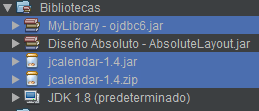 Bibliotecas
MyLibrary - ojdbc6.jar
Diseño Absoluto - AbsoluteLayout.jar
jcalendar-1.4.jar
jcalendar-1.4.zip
JDK 1.8 (predeterminado)